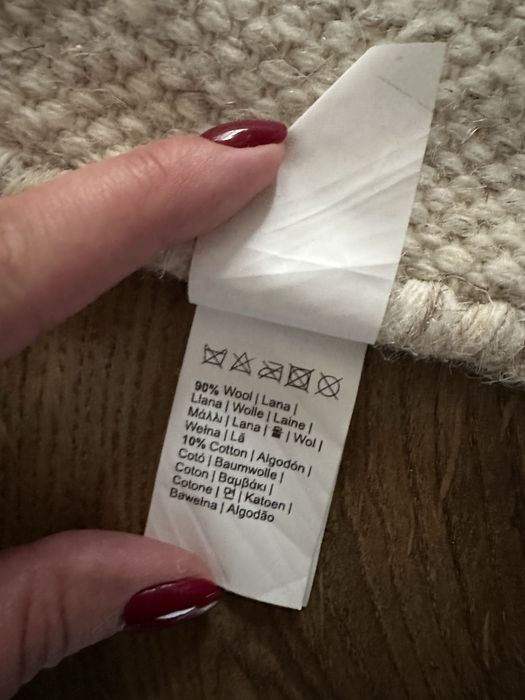 90% Wool | Lana |
Llana | Wolle | Laine |
Μάλλι | Lana | 울 | Wol |
Wełna | Lã
10% Cotton | Algodón |
Cotó | Baumwolle |
Coton | Βαμβάκι |
Cotone | 면 | Katoen |
Bawełna | Algodão